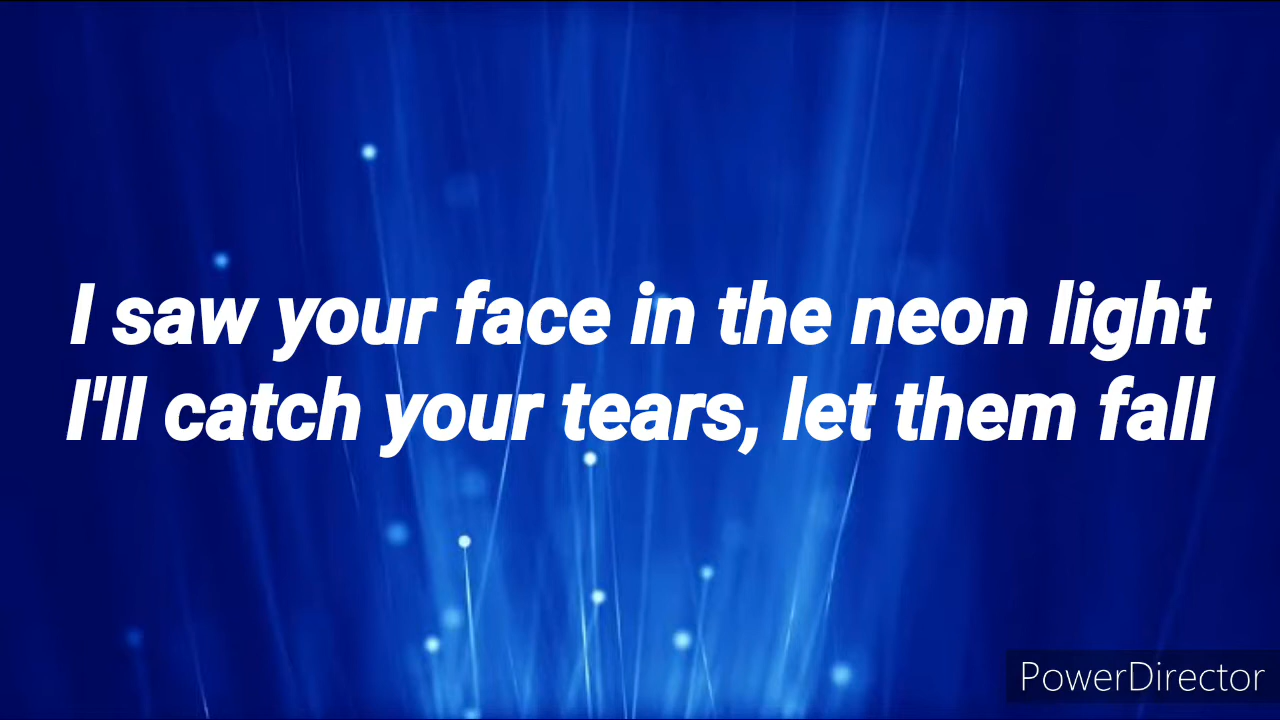 I saw your face in the neon light
I'll catch your tears, let them fall
PowerDirector